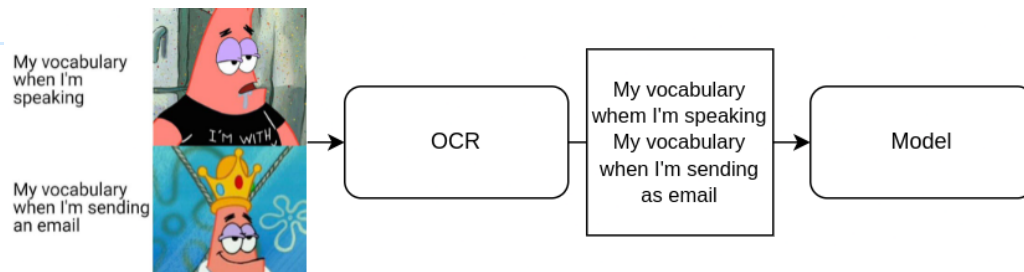 My vocabulary
when I'm
speaking
I'M WITH
My vocabulary
when I'm sending
an email
OCR
My vocabulary
whem I'm speaking
My vocabulary
when I'm sending
as email
Model